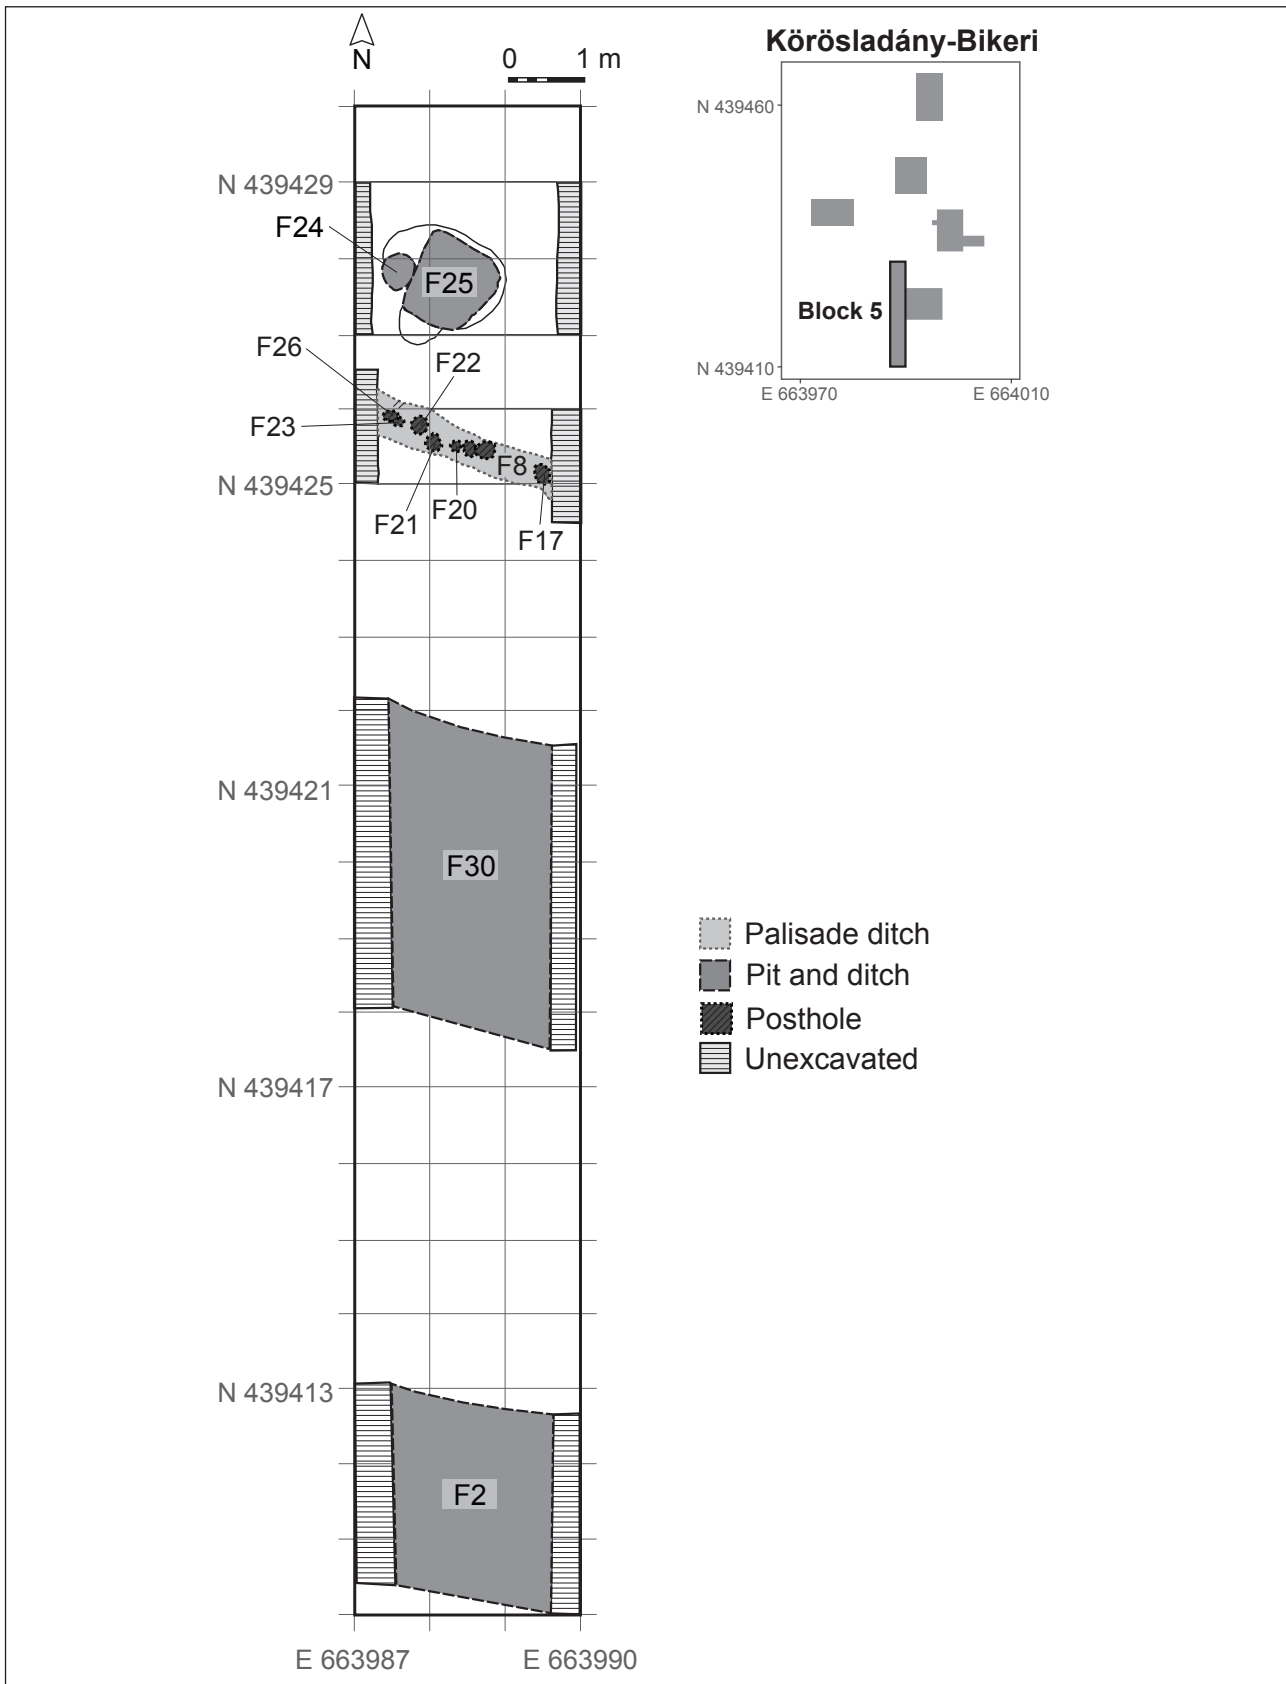 N
0 1 m
Körösladány-Bikeri
N 439460
Block 5
N 439410
E 663970 E 664010
N 439429
F24
F25
F26
F22
F23
F8
N 439425
F21
F20
F17
N 439421
F30
Palisade ditch
Pit and ditch
Posthole
Unexcavated
N 439417
N 439413
F2
E 663987 E 663990